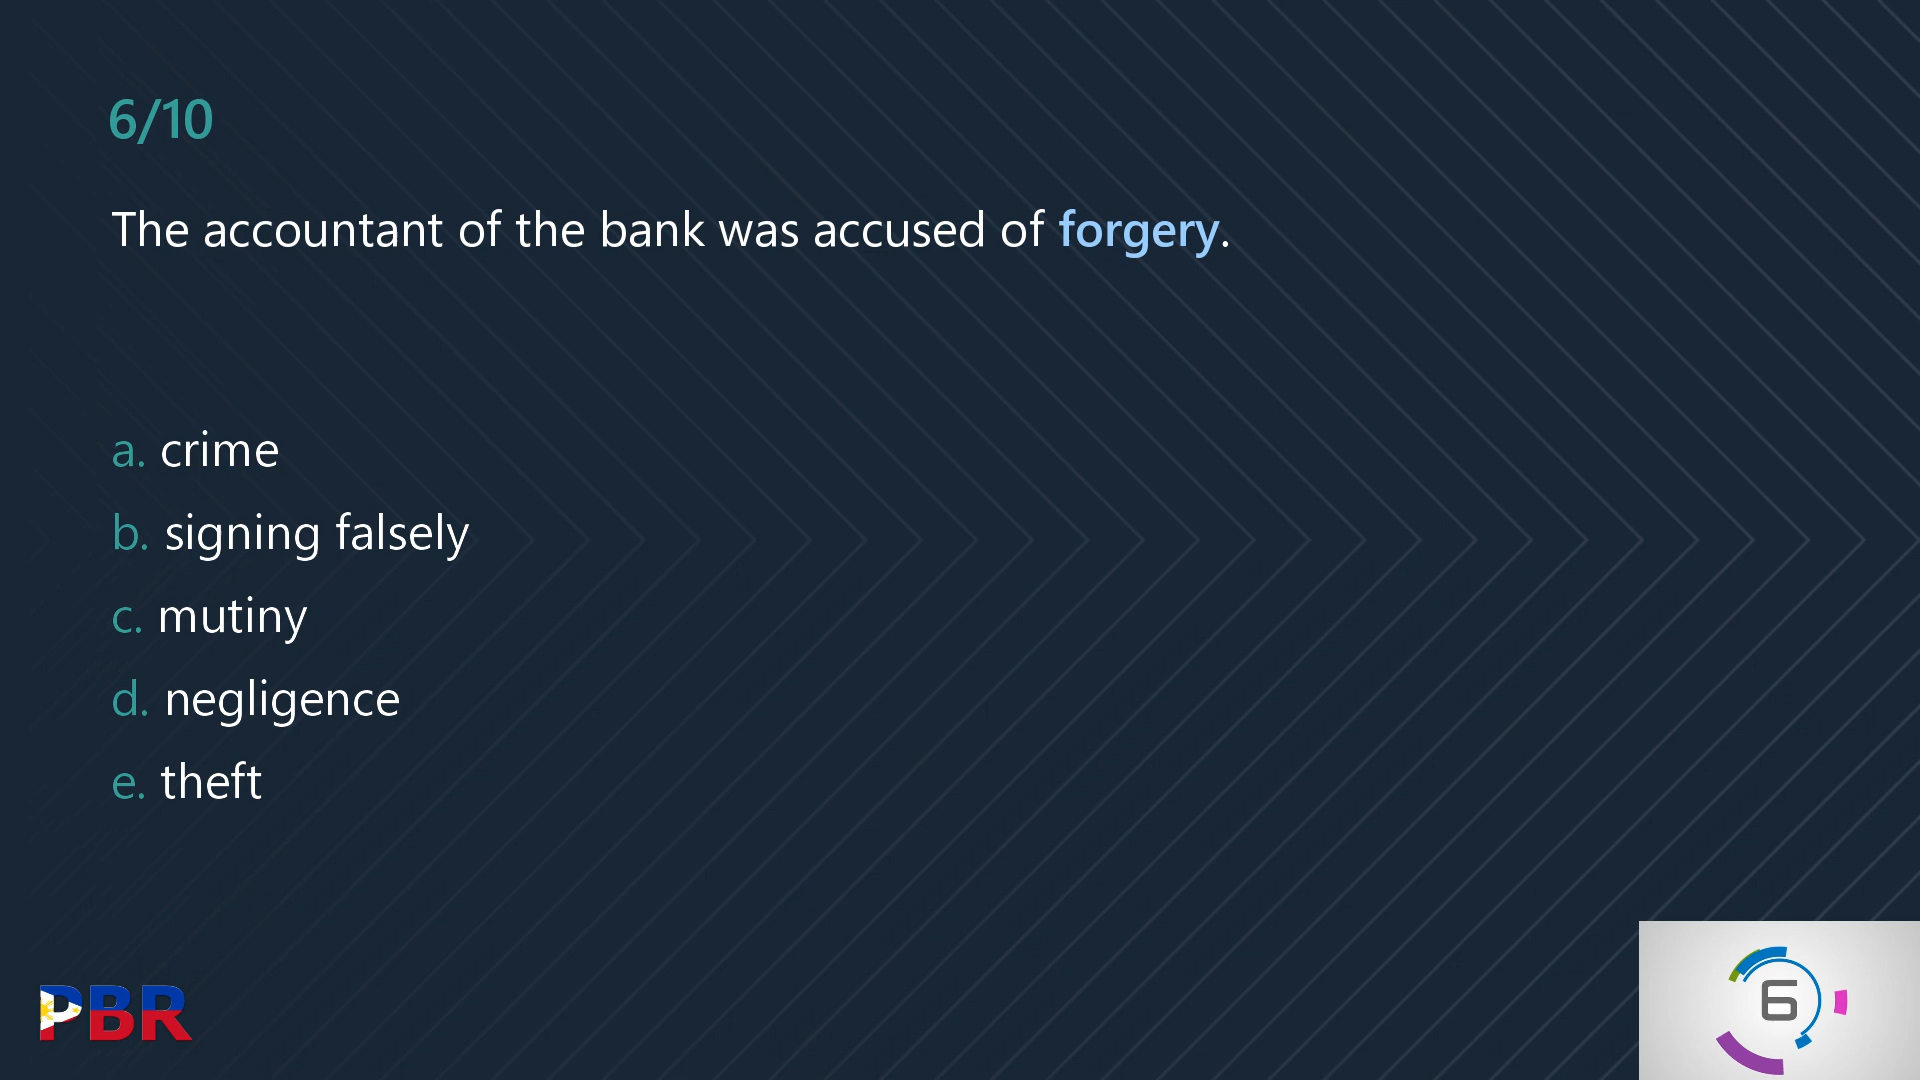 6/10
The accountant of the bank was accused of forgery.
a. crime
b. signing falsely
c. mutiny
d. negligence
e. theft
PBR
6